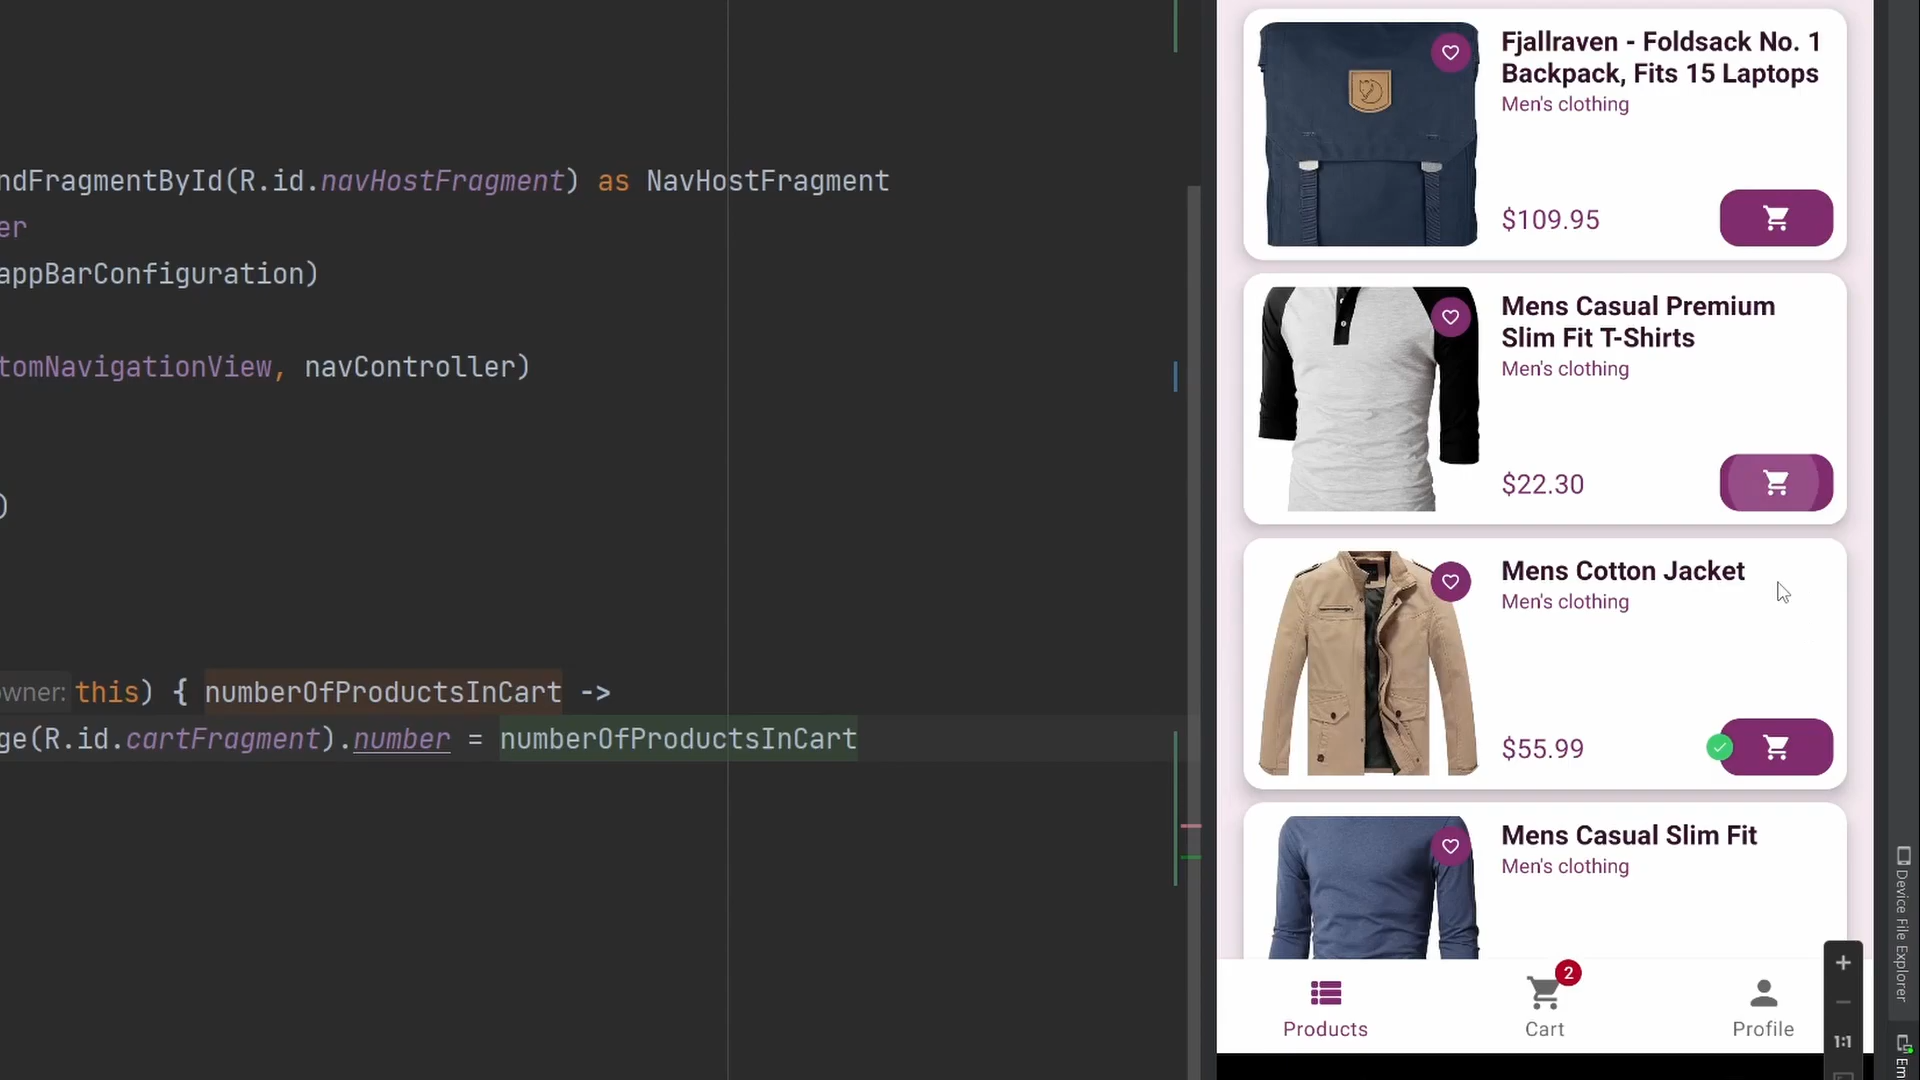 ndFragmentById(R.id.navHostFragment) as NavHostFragment
er
appBarConfiguration)
tomNavigationView, navController)
)
owner: this) { numberOfProductsInCart ->
ge(R.id.cartFragment).number = numberOfProductsInCart
Fjallraven - Foldsack No. 1
Backpack, Fits 15 Laptops
Men's clothing
$109.95
Mens Casual Premium
Slim Fit T-Shirts
Men's clothing
$22.30
Mens Cotton Jacket
Men's clothing
$55.99
Mens Casual Slim Fit
Men's clothing
2
Products
Cart
Profile
1:1
Device File Explorer
Em